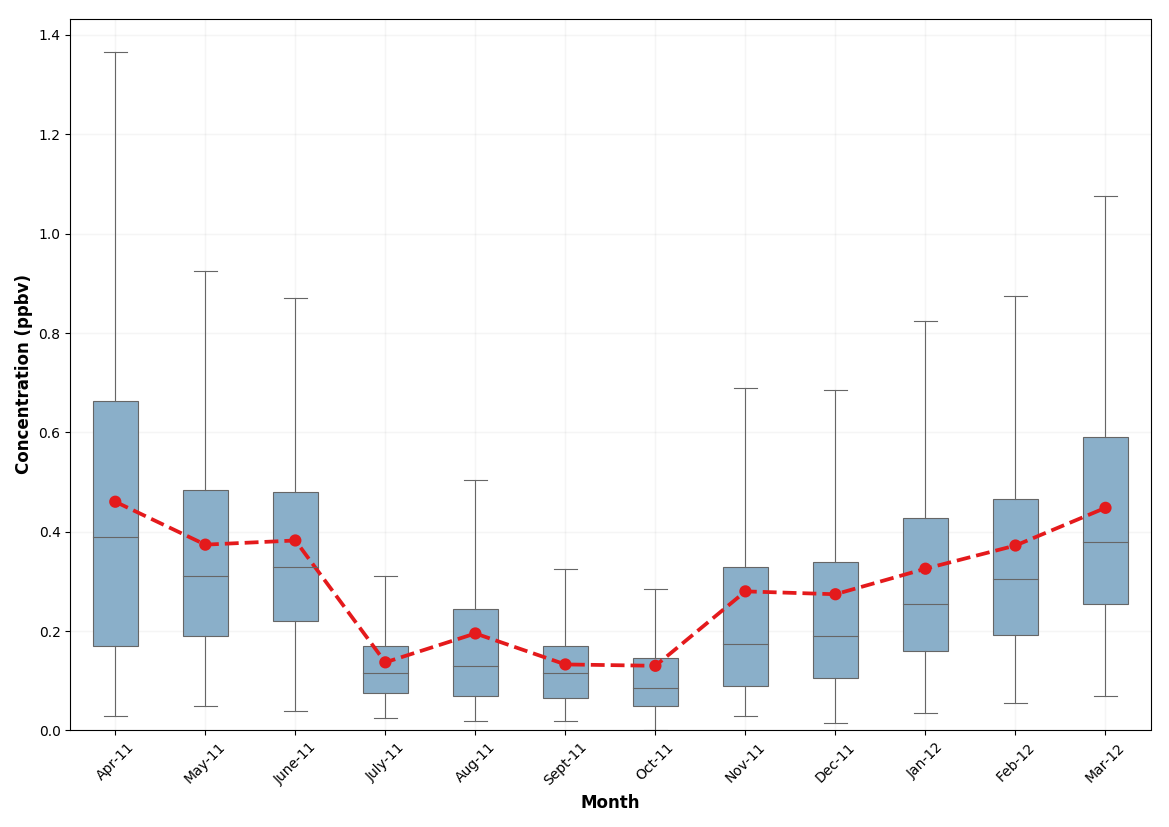 1.4
1.2
1.0
0.8
0.6
0.4
0.2
0.0
Concentration (ppbv)
Apr-11
May-11
June-11
July-11
Aug-11
Sept-11
Oct-11
Nov-11
Dec-11
Jan-12
Feb-12
Mar-12
Month